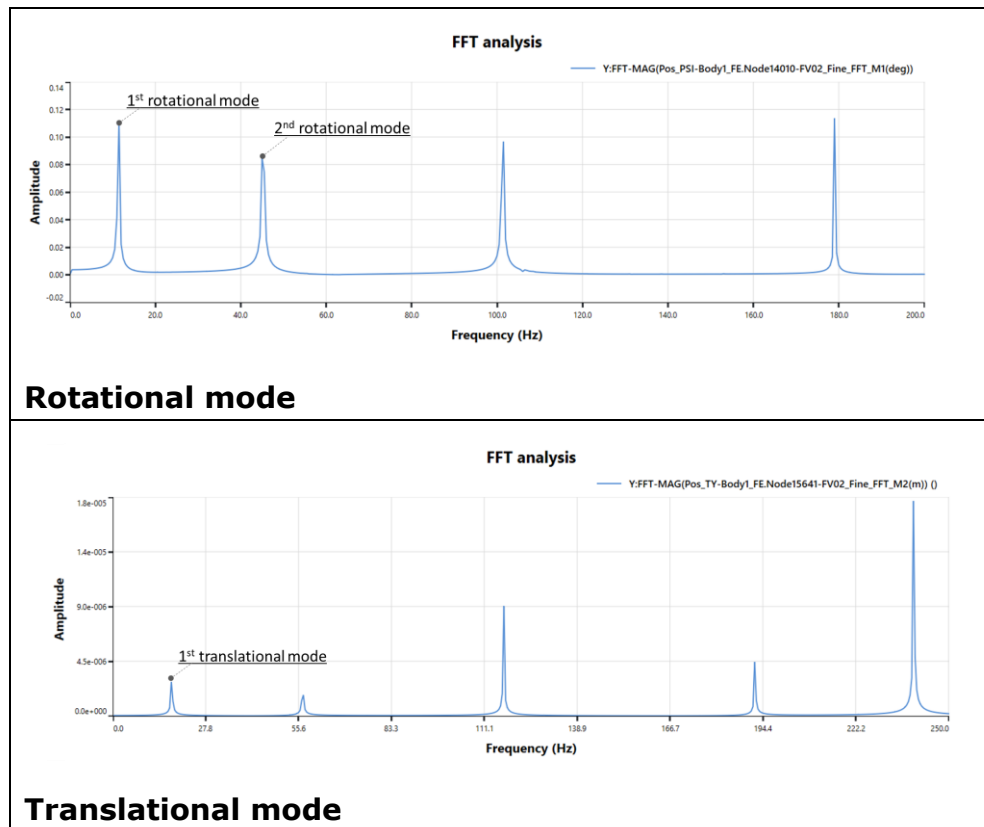 FFT analysis
Y:FFT-MAG(Pos_PSI-Body1_FE.Node14010-FV02_Fine_FFT_M1(deg))
0.14
0.12
0.10
0.08
0.06
0.04
0.02
0.00
-0.02
Amplitude
1st rotational mode
2nd rotational mode
0.0 20.0 40.0 60.0 80.0 100.0 120.0 140.0 160.0 180.0 200.0
Frequency (Hz)
Rotational mode
FFT analysis
Y:FFT-MAG(Pos_TY-Body1_FE.Node15641-FV02_Fine_FFT_M2(m)) ()
1.8e-005
1.4e-005
9.0e-006
4.5e-006
0.0e+000
Amplitude
1st translational mode
0.0 27.8 55.6 83.3 111.1 138.9 166.7 194.4 222.2 250.0
Frequency (Hz)
Translational mode